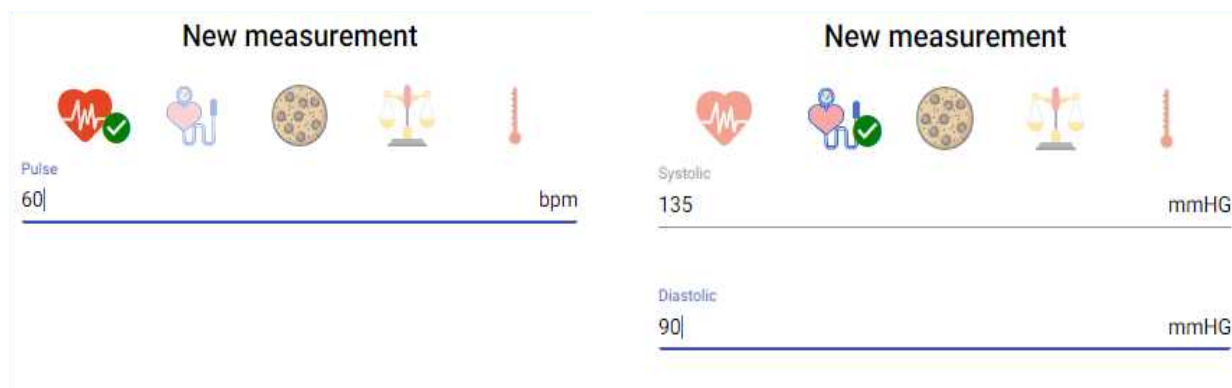 New measurement
Pulse
60 bpm
New measurement
Systolic
135 mmHG
Diastolic
90 mmHG